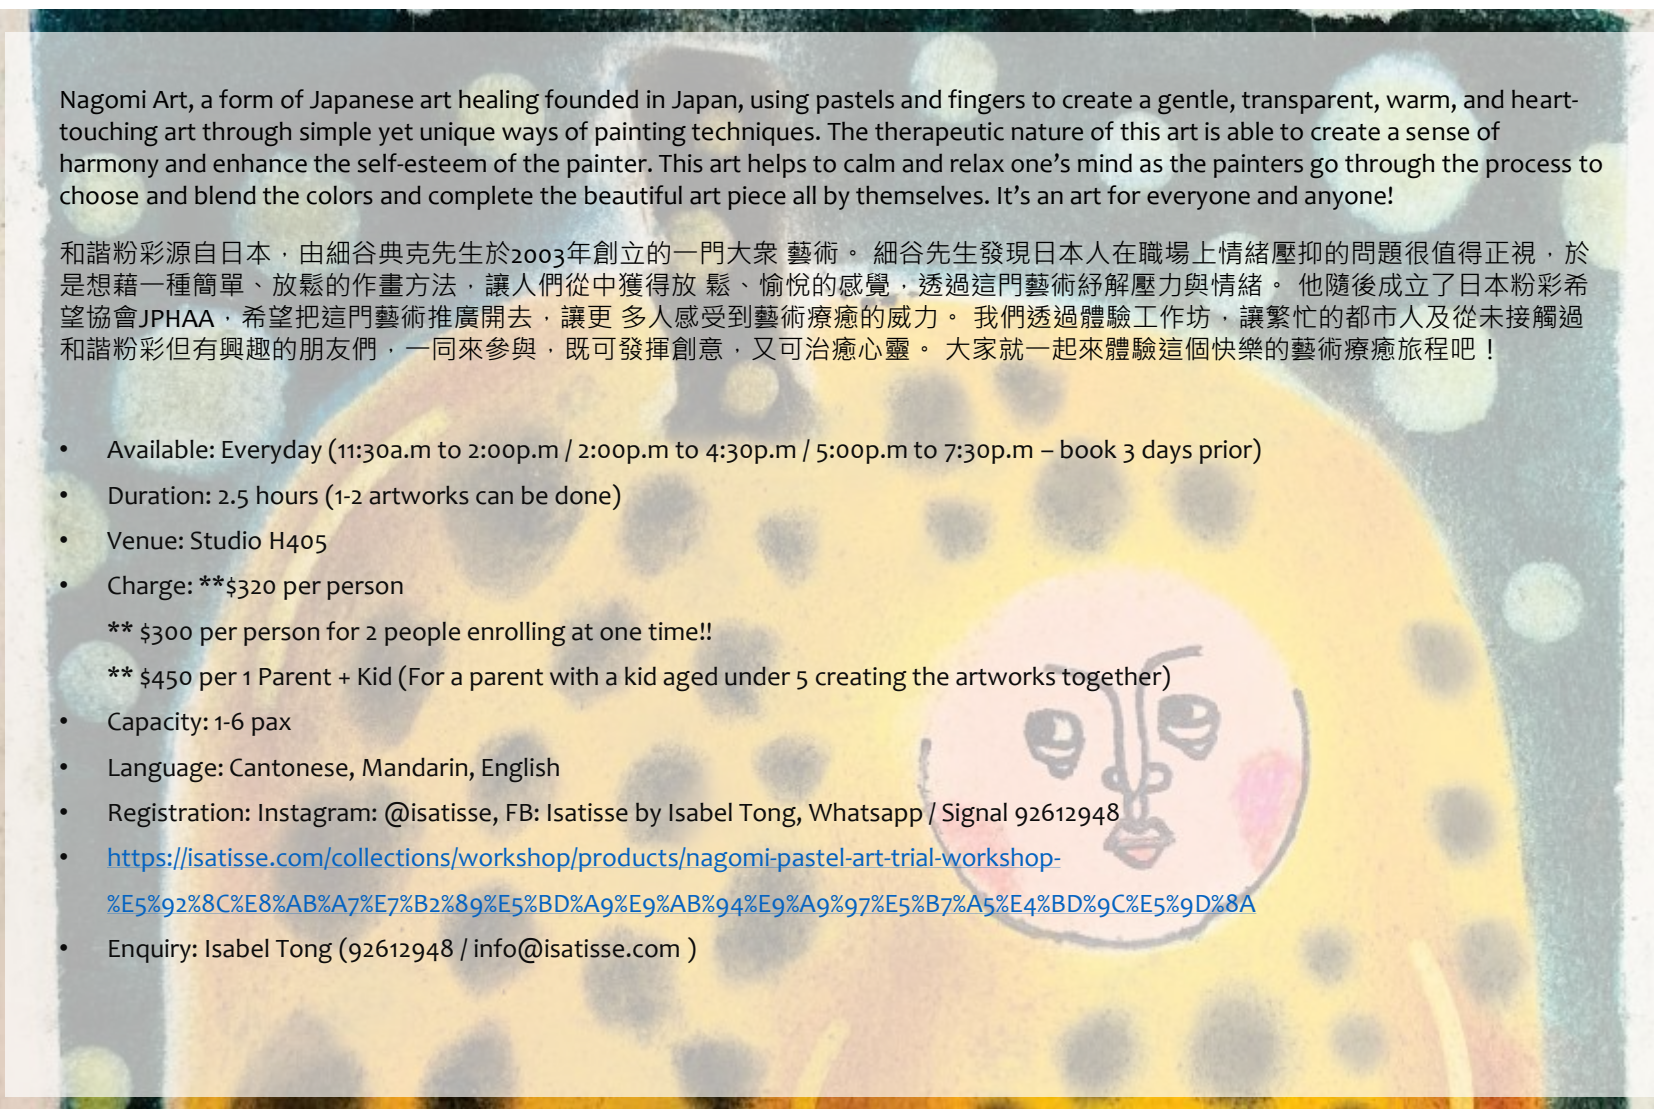 Nagomi Art, a form of Japanese art healing founded in Japan, using pastels and fingers to create a gentle, transparent, warm, and heart-
touching art through simple yet unique ways of painting techniques. The therapeutic nature of this art is able to create a sense of
harmony and enhance the self-esteem of the painter. This art helps to calm and relax one’s mind as the painters go through the process to
choose and blend the colors and complete the beautiful art piece all by themselves. It’s an art for everyone and anyone!
和諧粉彩源自日本，由細谷典克先生於2003年創立的一門大衆 藝術。 細谷先生發現日本人在職場上情緒壓抑的問題很值得正視，於
是想藉一種簡單、放鬆的作畫方法，讓人們從中獲得放 鬆、愉悅的感覺，透過這門藝術紓解壓力與情緒。 他隨後成立了日本粉彩希
望協會JPHAA，希望把這門藝術推廣開去，讓更 多人感受到藝術療癒的威力。 我們透過體驗工作坊，讓繁忙的都市人及從未接觸過
和諧粉彩但有興趣的朋友們，一同來參與，既可發揮創意，又可治癒心靈。 大家就一起來體驗這個快樂的藝術療癒旅程吧！
• Available: Everyday (11:30a.m to 2:00p.m / 2:00p.m to 4:30p.m / 5:00p.m to 7:30p.m – book 3 days prior)
• Duration: 2.5 hours (1-2 artworks can be done)
• Venue: Studio H405
• Charge: **$320 per person
** $300 per person for 2 people enrolling at one time!!
** $450 per 1 Parent + Kid (For a parent with a kid aged under 5 creating the artworks together)
• Capacity: 1-6 pax
• Language: Cantonese, Mandarin, English
• Registration: Instagram: @isatisse, FB: Isatisse by Isabel Tong, Whatsapp / Signal 92612948
• https://isatisse.com/collections/workshop/products/nagomi-pastel-art-trial-workshop-
%E5%92%8C%E8%AB%A7%E7%B2%89%E5%BD%A9%E9%AB%94%E9%A9%97%E5%B7%A5%E4%BD%9C%E5%9D%8A
• Enquiry: Isabel Tong (92612948 / info@isatisse.com )